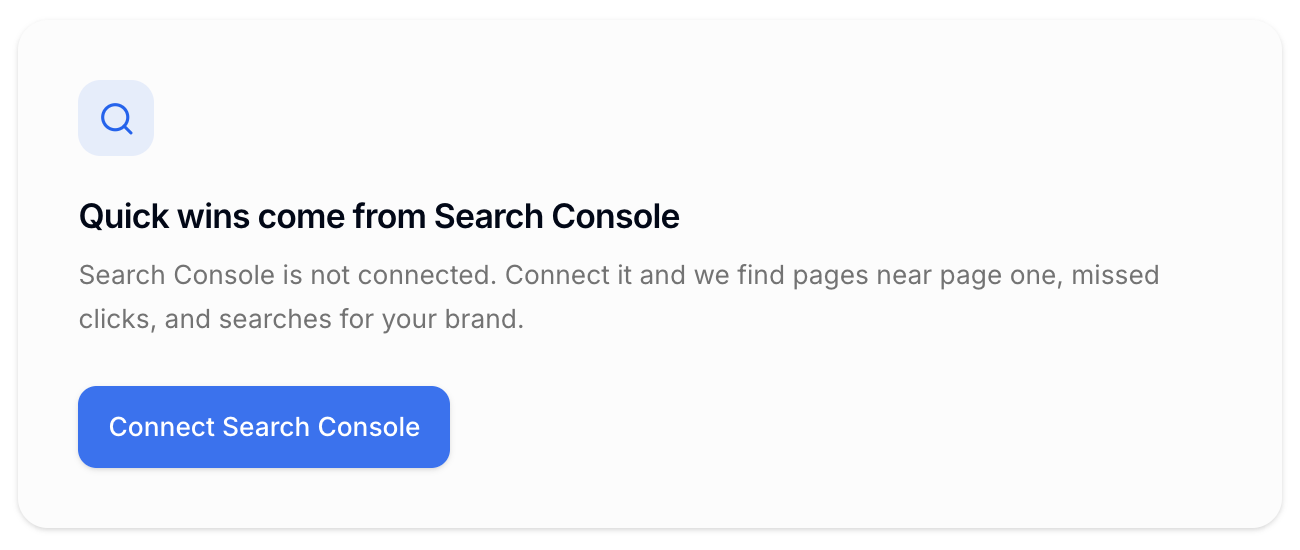 Quick wins come from Search Console
Search Console is not connected. Connect it and we find pages near page one, missed
clicks, and searches for your brand.
Connect Search Console